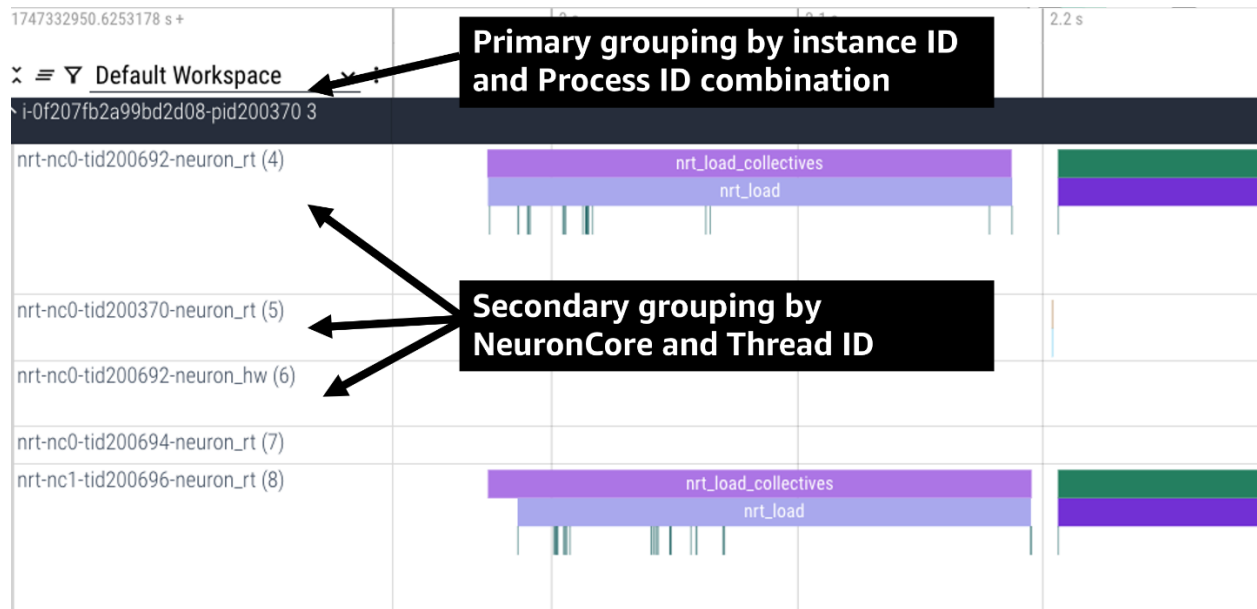 1747332950.6253178 s +
2.2 s
Primary grouping by instance ID
and Process ID combination
Default Workspace
i-0f207fb2a99bd2d08-pid200370 3
nrt-nc0-tid200692-neuron_rt (4)
nrt_load_collectives
nrt_load
Secondary grouping by
NeuronCore and Thread ID
nrt-nc0-tid200370-neuron_rt (5)
nrt-nc0-tid200692-neuron_hw (6)
nrt-nc0-tid200694-neuron_rt (7)
nrt-nc1-tid200696-neuron_rt (8)
nrt_load_collectives
nrt_load